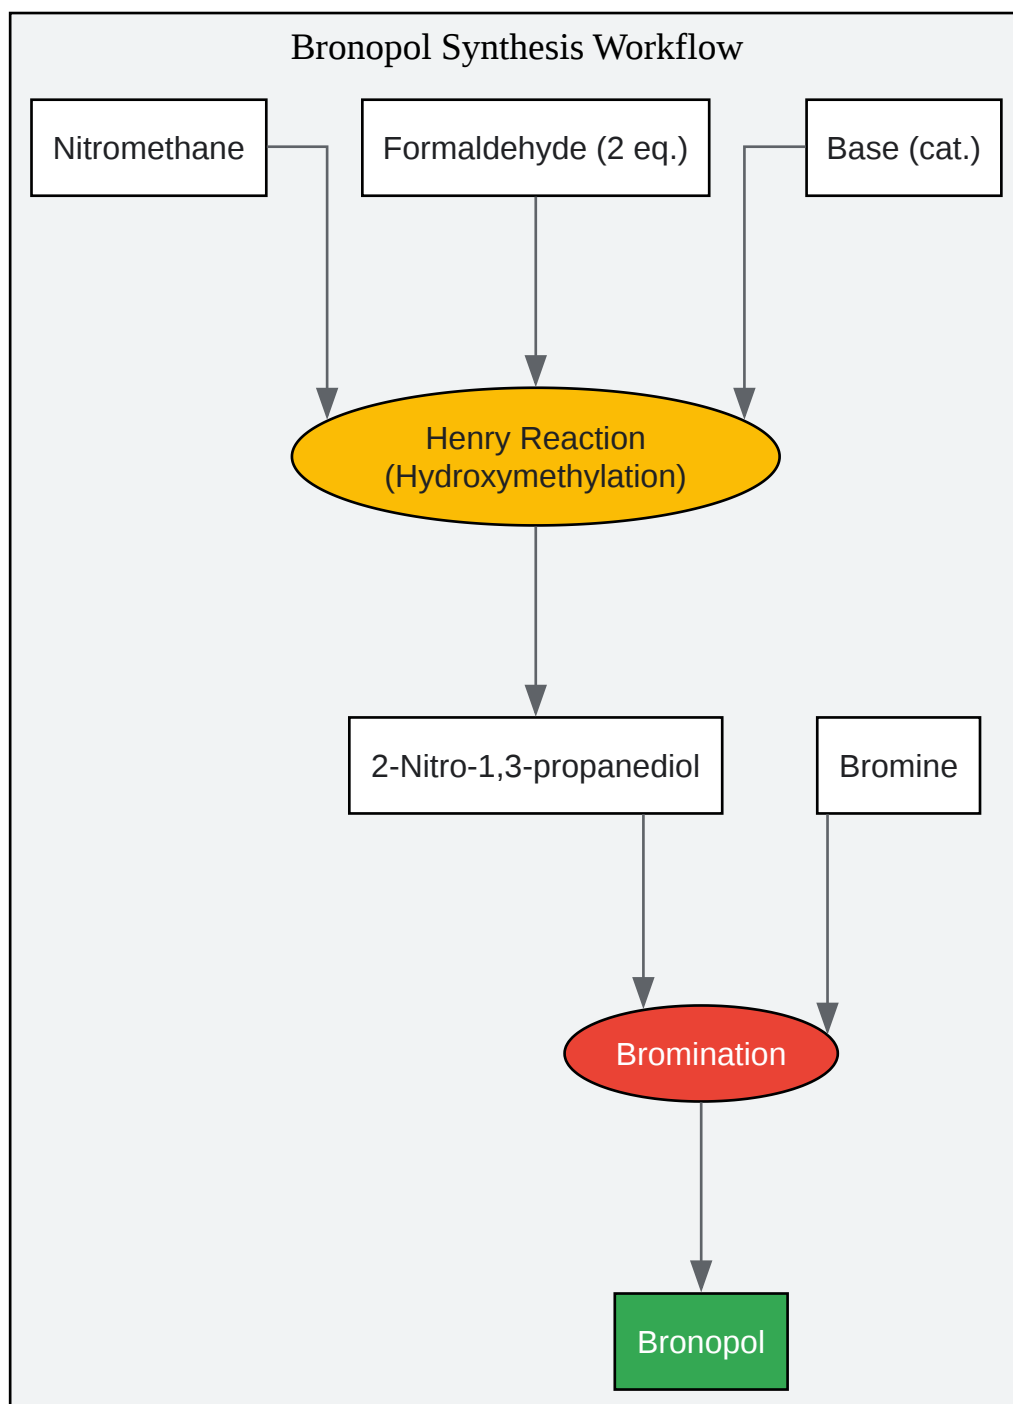 Bronopol Synthesis Workflow
Nitromethane
Formaldehyde (2 eq.)
Base (cat.)
Henry Reaction
(Hydroxymethylation)
2-Nitro-1,3-propanediol
Bromine
Bromination
Bronopol